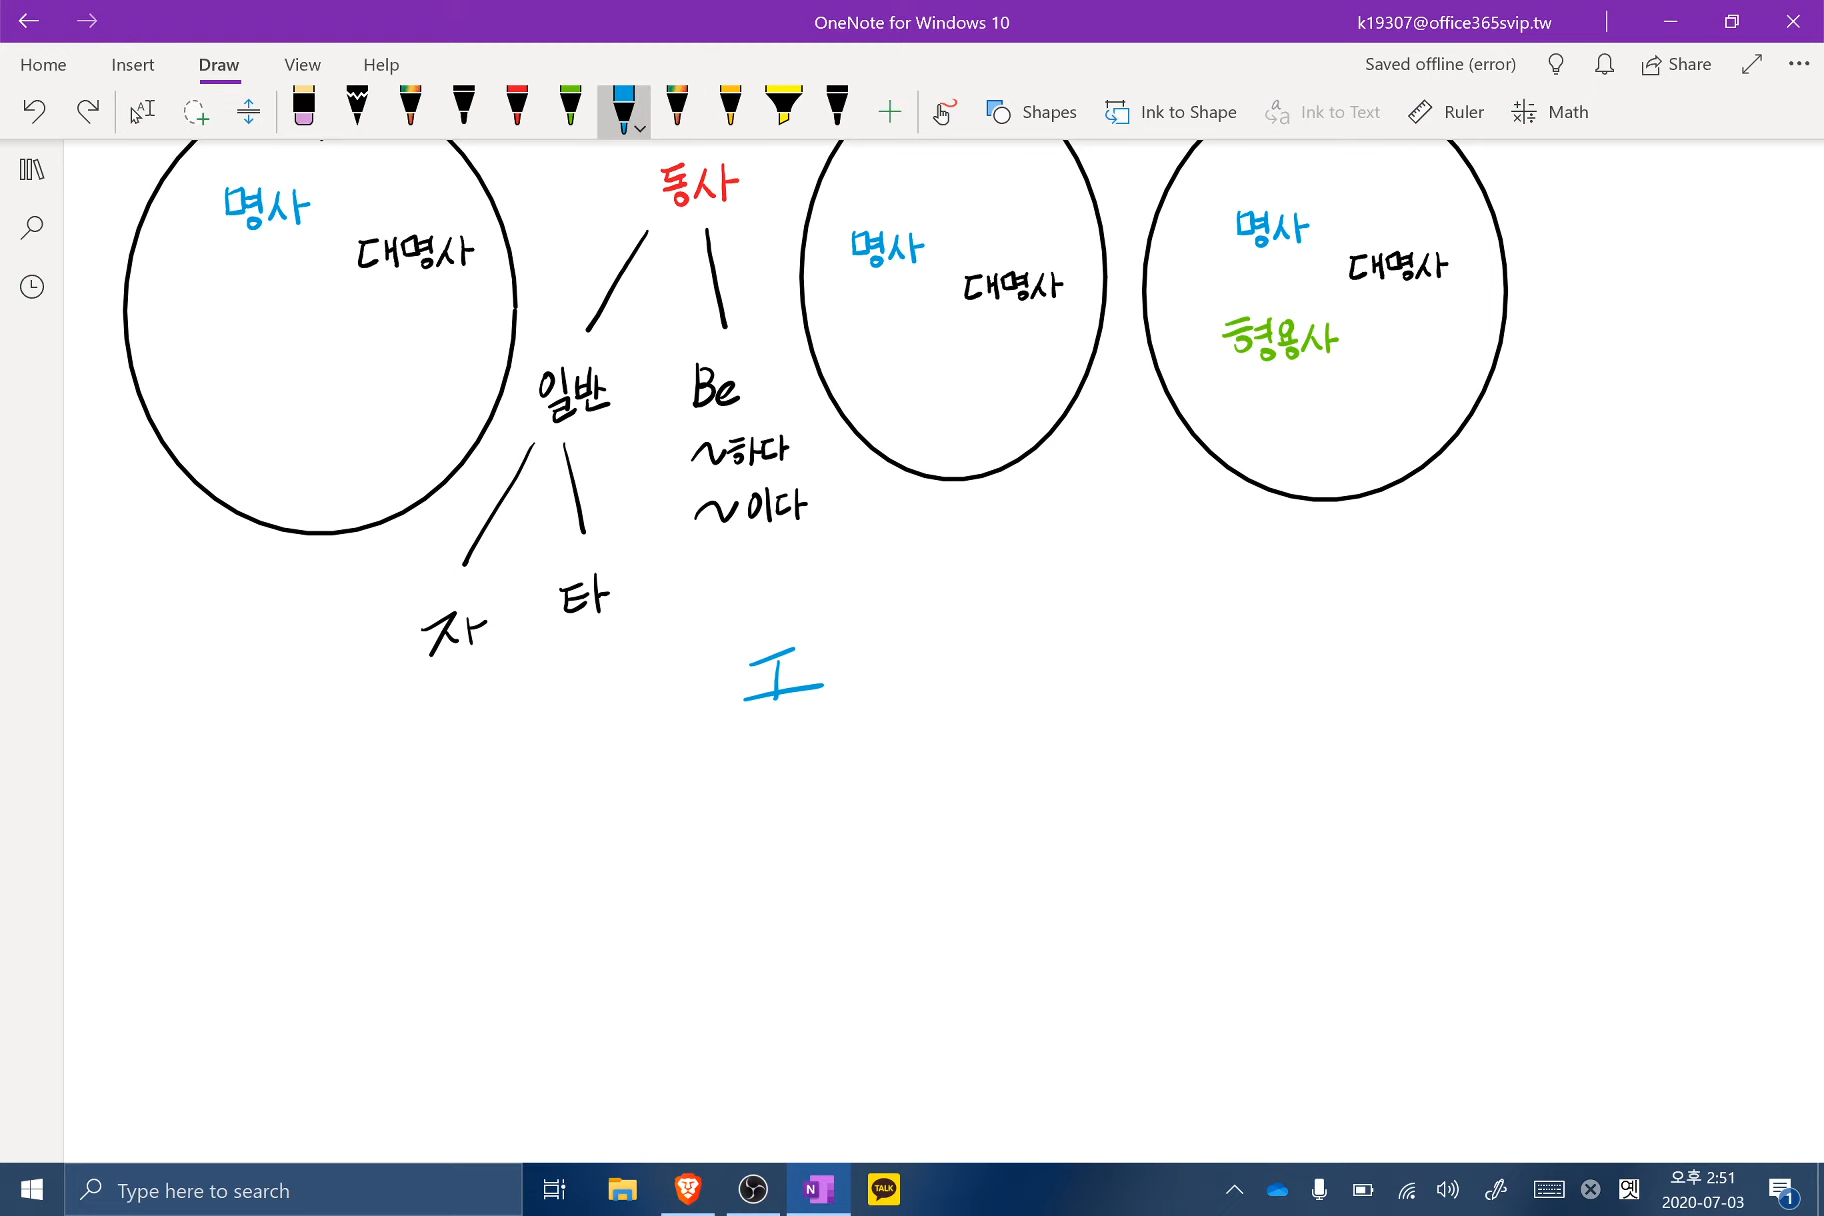 OneNote for Windows 10
k19307@office365svip.tw
Home Insert Draw View Help
Saved offline (error)
Share
Shapes
Ink to Shape
Ink to Text
Ruler
Math
명사
대명사
동사
일반
Be
~하다
~이다
자
타
명사
대명사
명사
대명사
형용사
I
Type here to search
N
TALK
오후 2:51
2020-07-03
1